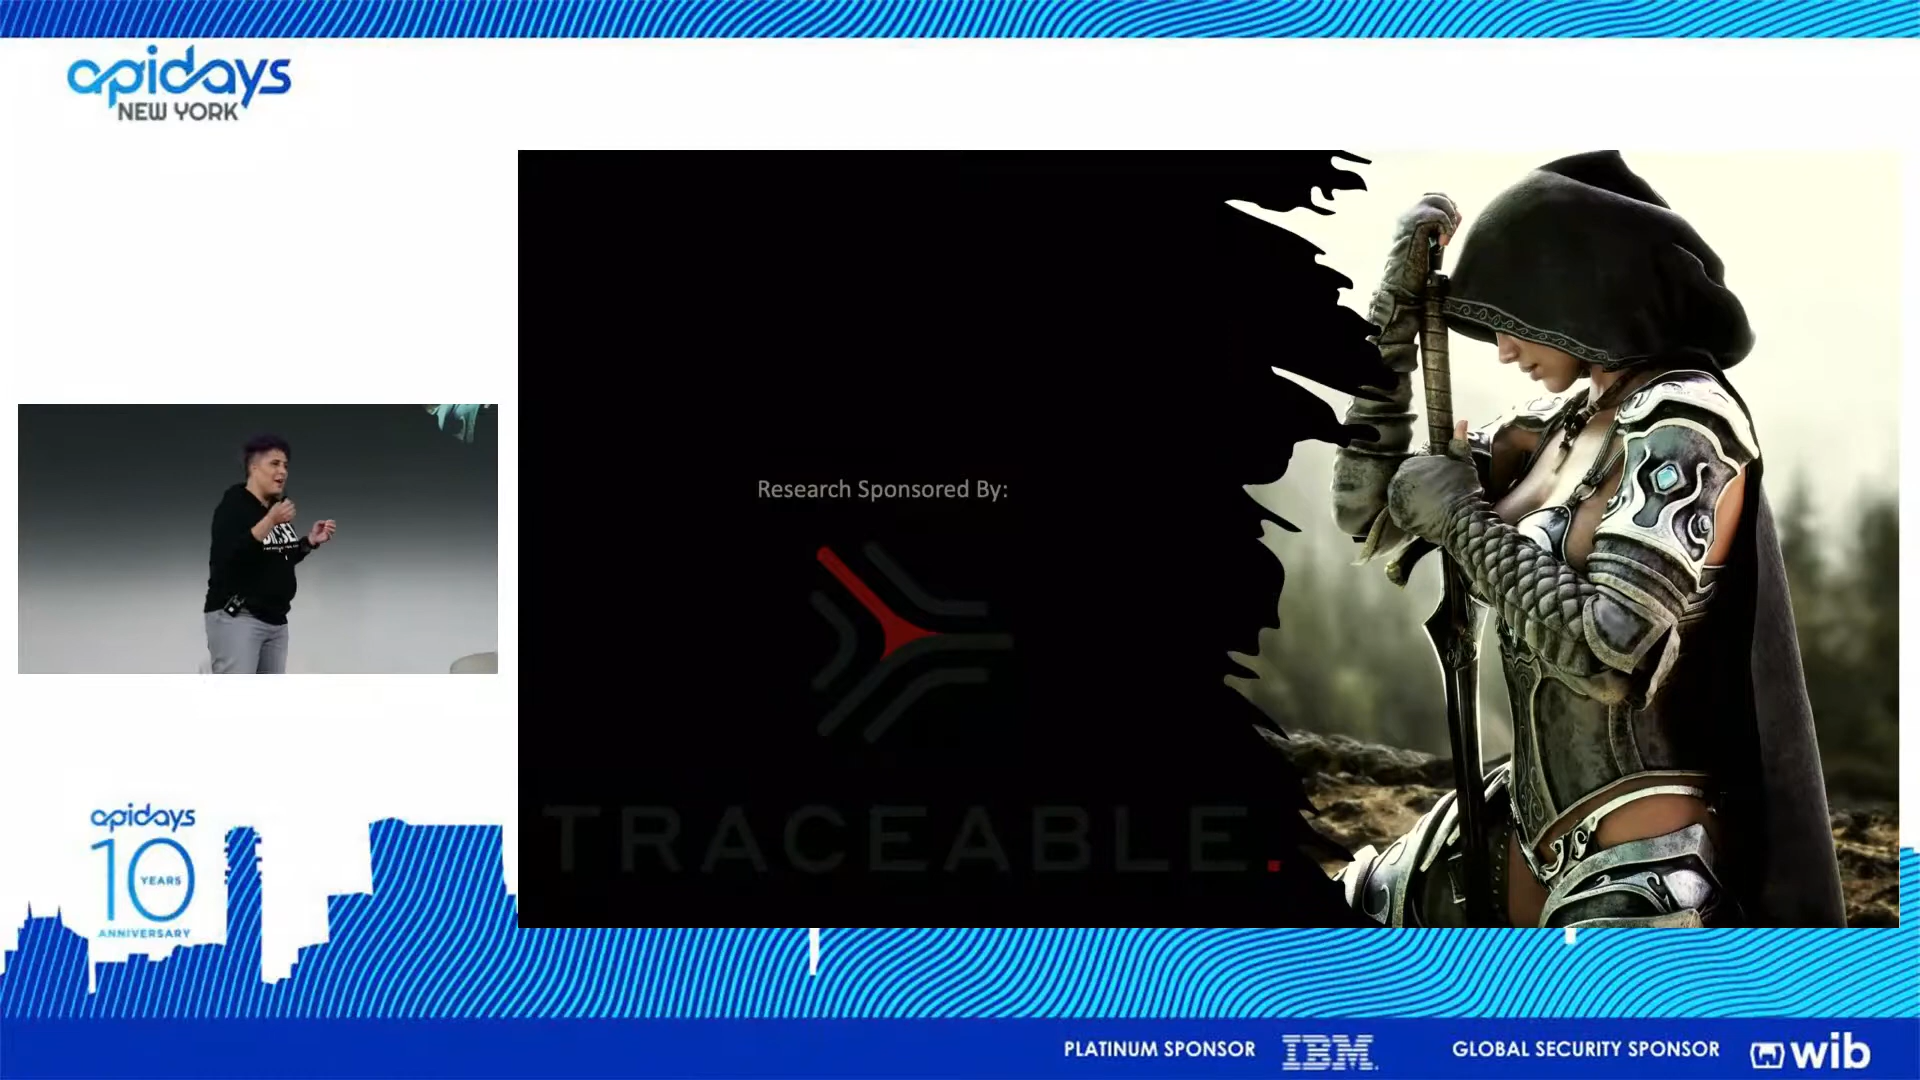 apidays
NEW YORK
Research Sponsored By:
TRACEABLE.
apidays
10
YEARS
ANNIVERSARY
PLATINUM SPONSOR
IBM
GLOBAL SECURITY SPONSOR
wib